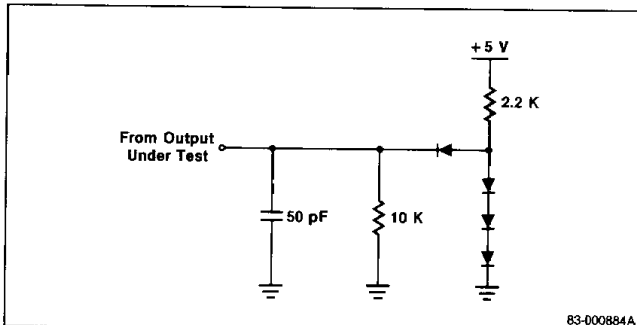 +5 V
2.2 K
From Output
Under Test
50 pF
10 K
83-000884A